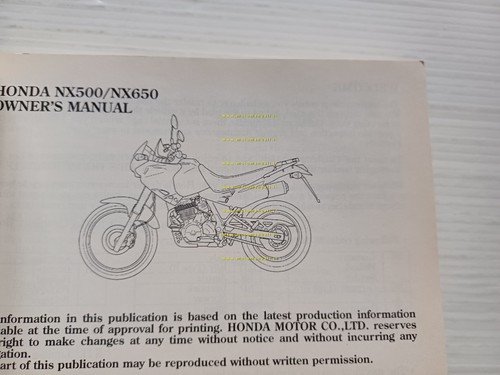 HONDA NX500/NX650
OWNER'S MANUAL
information in this publication is based on the latest production information
able at the time of approval for printing. HONDA MOTOR CO.,LTD. reserves
right to make changes at any time without notice and without incurring any
gation.
art of this publication may be reproduced without written permission.